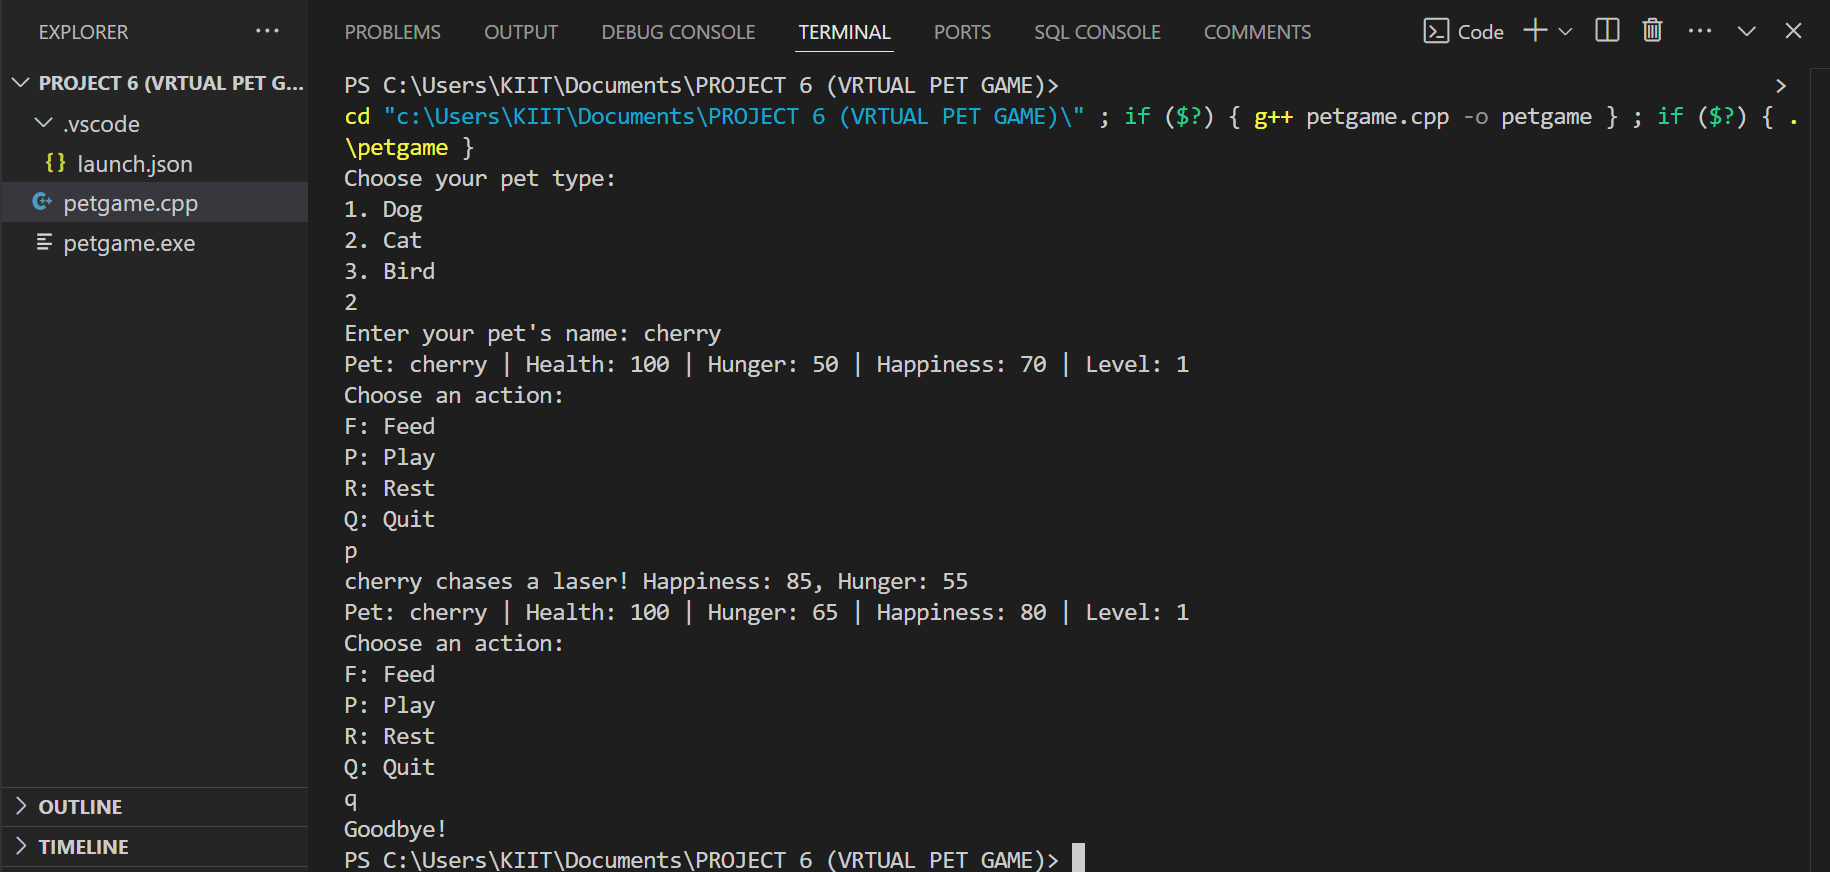 EXPLORER ...
PROJECT 6 (VRTUAL PET G...
.vscode
{} launch.json
petgame.cpp
petgame.exe
OUTLINE
TIMELINE
PROBLEMS OUTPUT DEBUG CONSOLE TERMINAL PORTS SQL CONSOLE COMMENTS
Code
PS C:\Users\KIIT\Documents\PROJECT 6 (VRTUAL PET GAME)> >
cd "c:\Users\KIIT\Documents\PROJECT 6 (VRTUAL PET GAME)\" ; if ($?) { g++ petgame.cpp -o petgame } ; if ($?) { .
\petgame }
Choose your pet type:
1. Dog
2. Cat
3. Bird
2
Enter your pet's name: cherry
Pet: cherry | Health: 100 | Hunger: 50 | Happiness: 70 | Level: 1
Choose an action:
F: Feed
P: Play
R: Rest
Q: Quit
p
cherry chases a laser! Happiness: 85, Hunger: 55
Pet: cherry | Health: 100 | Hunger: 65 | Happiness: 80 | Level: 1
Choose an action:
F: Feed
P: Play
R: Rest
Q: Quit
q
Goodbye!
PS C:\Users\KIIT\Documents\PROJECT 6 (VRTUAL PET GAME)>